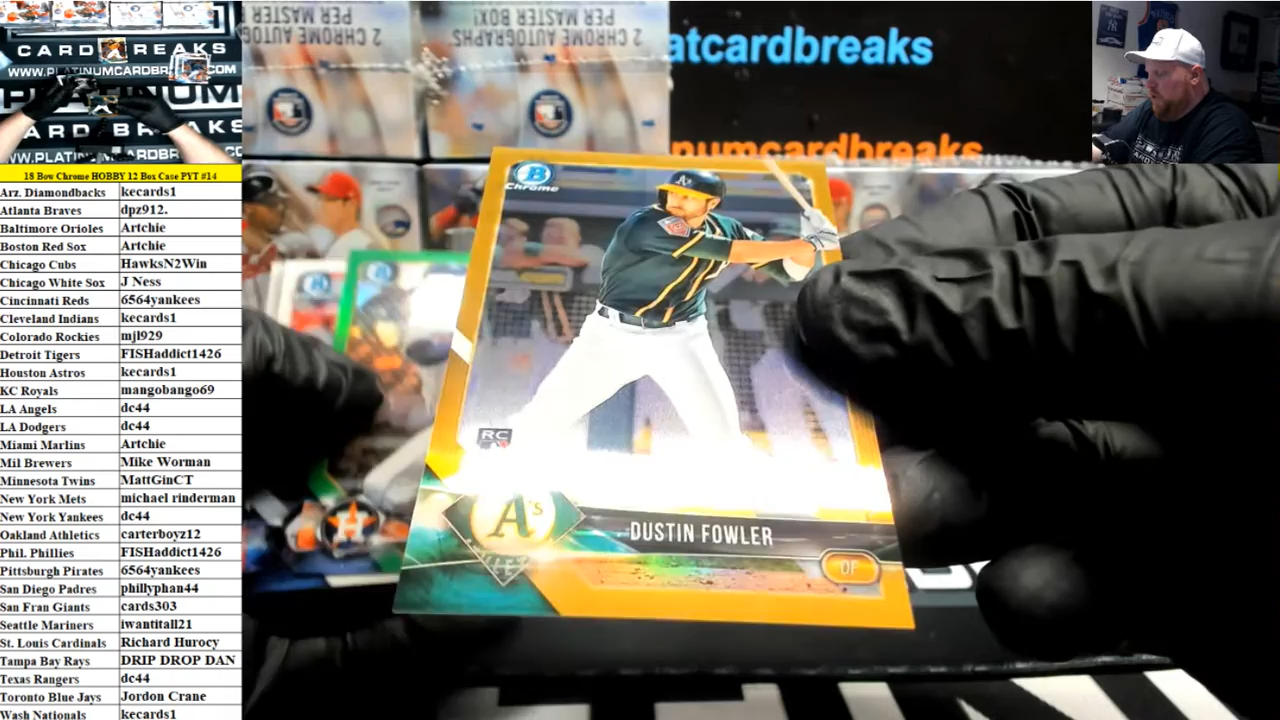 CARD BREAKS
WWW.PLATINUMCARDBR COM
PLATINUM
CARD BREAKS
WWW.PLATIN ARDBR
18 Bow Chrome HOBBY 12 Box Case PYT #14
Arz. Diamondbacks kecards1
Atlanta Braves dpz912.
Baltimore Orioles Artchie
Boston Red Sox Artchie
Chicago Cubs HawksN2Win
Chicago White Sox J Ness
Cincinnati Reds 6564yankees
Cleveland Indians kecards1
Colorado Rockies mjl929
Detroit Tigers FISHaddict1426
Houston Astros kecards1
KC Royals mangobango69
LA Angels dc44
LA Dodgers dc44
Miami Marlins Artchie
Mil Brewers Mike Worman
Minnesota Twins MattGinCT
New York Mets michael rinderman
New York Yankees dc44
Oakland Athletics carterboyz12
Phil. Phillies FISHaddict1426
Pittsburgh Pirates 6564yankees
San Diego Padres phillyphan44
San Fran Giants cards303
Seattle Mariners iwantitall21
St. Louis Cardinals Richard Hurocy
Tampa Bay Rays DRIP DROP DAN
Texas Rangers dc44
Toronto Blue Jays Jordon Crane
Wash Nationals kecards1
2 CHROME AUTOGRAPHS
PER MASTER BOX!
2 CHROME AUTOGRAPHS
PER MASTER BOX!
atcardbreaks
numcardbreaks
B
Chrome
A's
RC
A's
DUSTIN FOWLER
OF
H